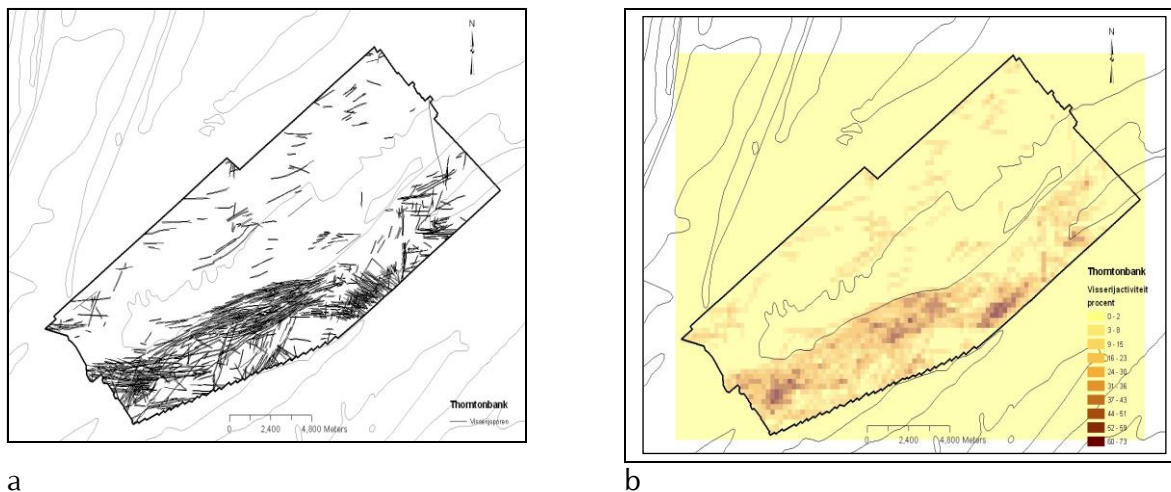 N
Thorntonbank
Visserijsporen
0 2,400 4,800 Meters
N
Thorntonbank
Visserijactiviteit
procent
0 - 2
3 - 8
9 - 15
16 - 23
24 - 30
31 - 36
37 - 43
44 - 51
52 - 59
60 - 73
0 2,400 4,800 Meters
a
b